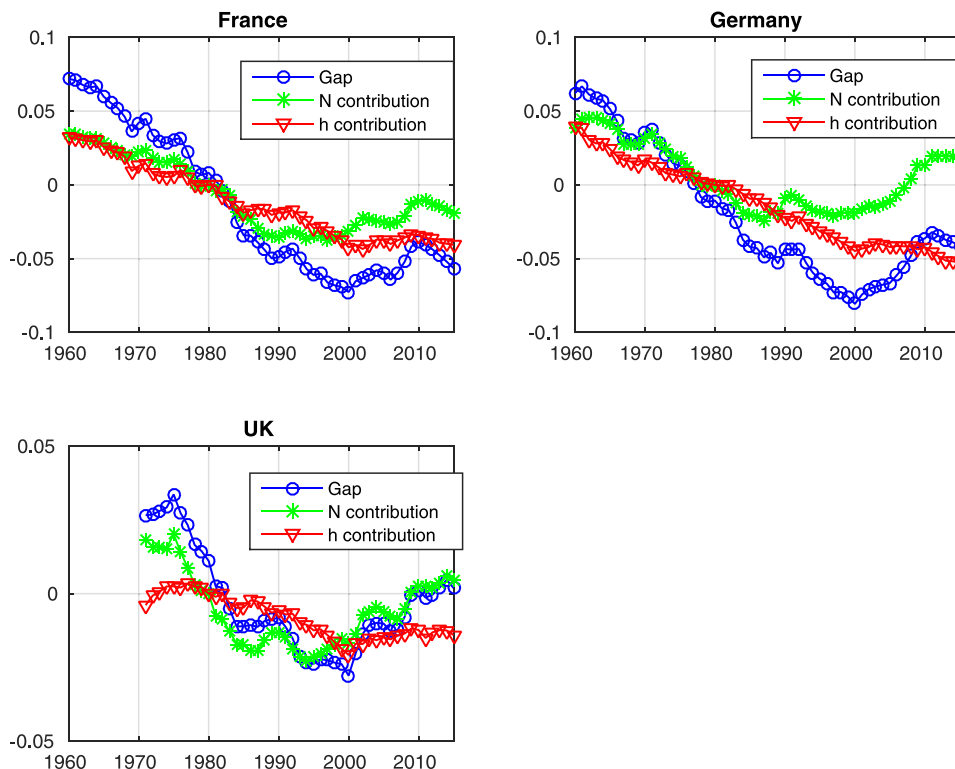 France
0.1
0.05
0
-0.05
-0.1
1960 1970 1980 1990 2000 2010
Gap
N contribution
h contribution
Germany
0.1
0.05
0
-0.05
-0.1
1960 1970 1980 1990 2000 2010
Gap
N contribution
h contribution
UK
0.05
0
-0.05
1960 1970 1980 1990 2000 2010
Gap
N contribution
h contribution